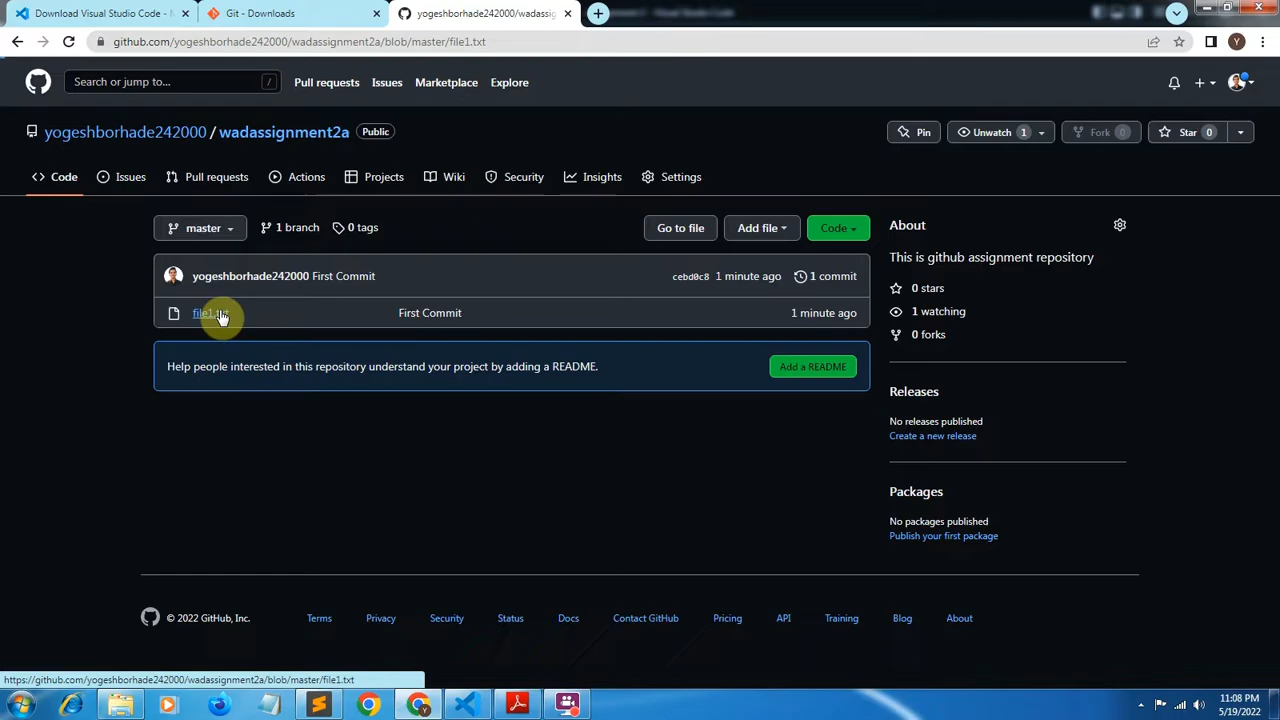 Download Visual Studio Code -
Git - Downloads
yogeshborhade242000/wadassig
- Visual Studio Code
github.com/yogeshborhade242000/wadassignment2a/blob/master/file1.txt
Y
Search or jump to...
/
Pull requests
Issues
Marketplace
Explore
yogeshborhade242000 / wadassignment2a
Public
Pin
Unwatch 1
Fork 0
Star 0
Code
Issues
Pull requests
Actions
Projects
Wiki
Security
Insights
Settings
master
1 branch
0 tags
Go to file
Add file
Code
yogeshborhade242000 First Commit
cebd0c8 1 minute ago
1 commit
file1.txt
First Commit
1 minute ago
Help people interested in this repository understand your project by adding a README.
Add a README
About
This is github assignment repository
0 stars
1 watching
0 forks
Releases
No releases published
Create a new release
Packages
No packages published
Publish your first package
© 2022 GitHub, Inc.
Terms
Privacy
Security
Status
Docs
Contact GitHub
Pricing
API
Training
Blog
About
https://github.com/yogeshborhade242000/wadassignment2a/blob/master/file1.txt
11:08 PM
5/19/2022